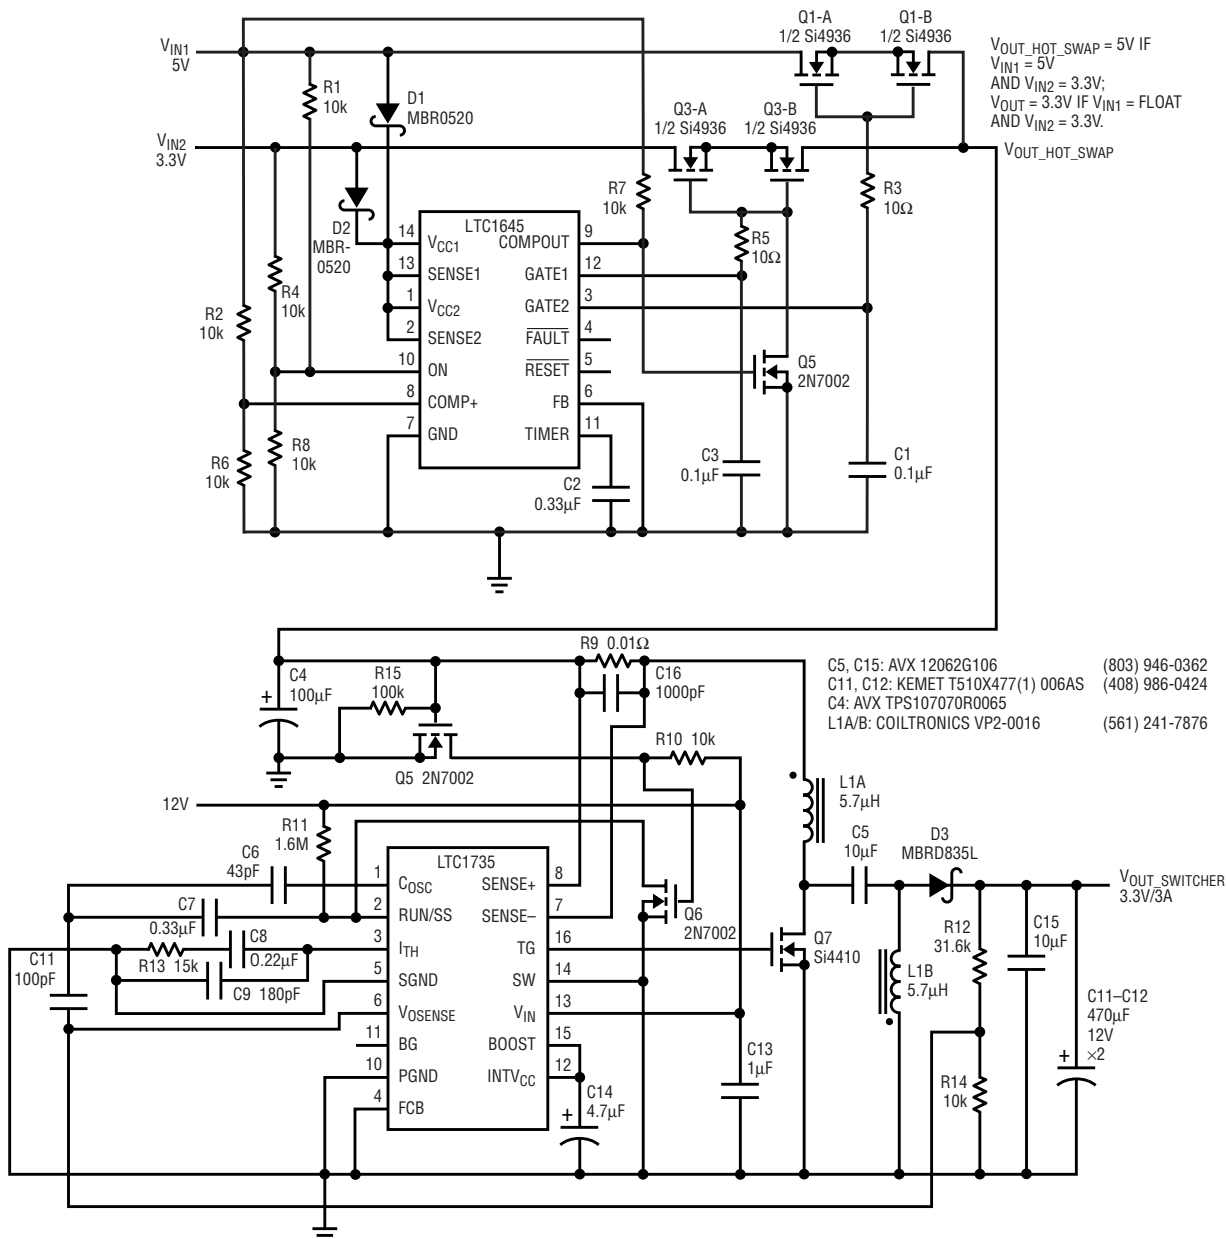 Q1-A
1/2 Si4936
Q1-B
1/2 Si4936
VOUT_HOT_SWAP = 5V IF
VIN1 = 5V
AND VIN2 = 3.3V;
VOUT = 3.3V IF VIN1 = FLOAT
AND VIN2 = 3.3V.
VIN1
5V
R1
10k
D1
MBR0520
Q3-A
1/2 Si4936
Q3-B
1/2 Si4936
VIN2
3.3V
VOUT_HOT_SWAP
R7
10k
R3
10Ω
D2
MBR-
0520
LTC1645
R5
10Ω
14
VCC1
COMPOUT
9
13
SENSE1
GATE1
12
1
VCC2
GATE2
3
2
SENSE2
FAULT
4
10
ON
RESET
5
8
COMP+
FB
6
7
GND
TIMER
11
R4
10k
R2
10k
Q5
2N7002
R8
10k
R6
10k
C2
0.33µF
C3
0.1µF
C1
0.1µF
R9 0.01Ω
C4
100µF
+
R15
100k
C16
1000pF
C5, C15: AVX 12062G106 (803) 946-0362
C11, C12: KEMET T510X477(1) 006AS (408) 986-0424
C4: AVX TPS107070R0065
L1A/B: COILTRONICS VP2-0016 (561) 241-7876
R10 10k
Q5 2N7002
L1A
5.7µH
12V
R11
1.6M
C6
43pF
C5
10µF
D3
MBRD835L
LTC1735
1
COSC
SENSE+
8
2
RUN/SS
SENSE–
7
3
ITH
TG
16
5
SGND
SW
14
6
VOSENSE
VIN
13
11
BG
BOOST
15
10
PGND
INTVCC
12
4
FCB
VOUT_SWITCHER
3.3V/3A
C7
0.33µF
C8
0.22µF
R13 15k
C9 180pF
C11
100pF
Q6
2N7002
Q7
Si4410
R12
31.6k
C15
10µF
L1B
5.7µH
C11–C12
470µF
12V
×2
+
C13
1µF
R14
10k
C14
4.7µF
+